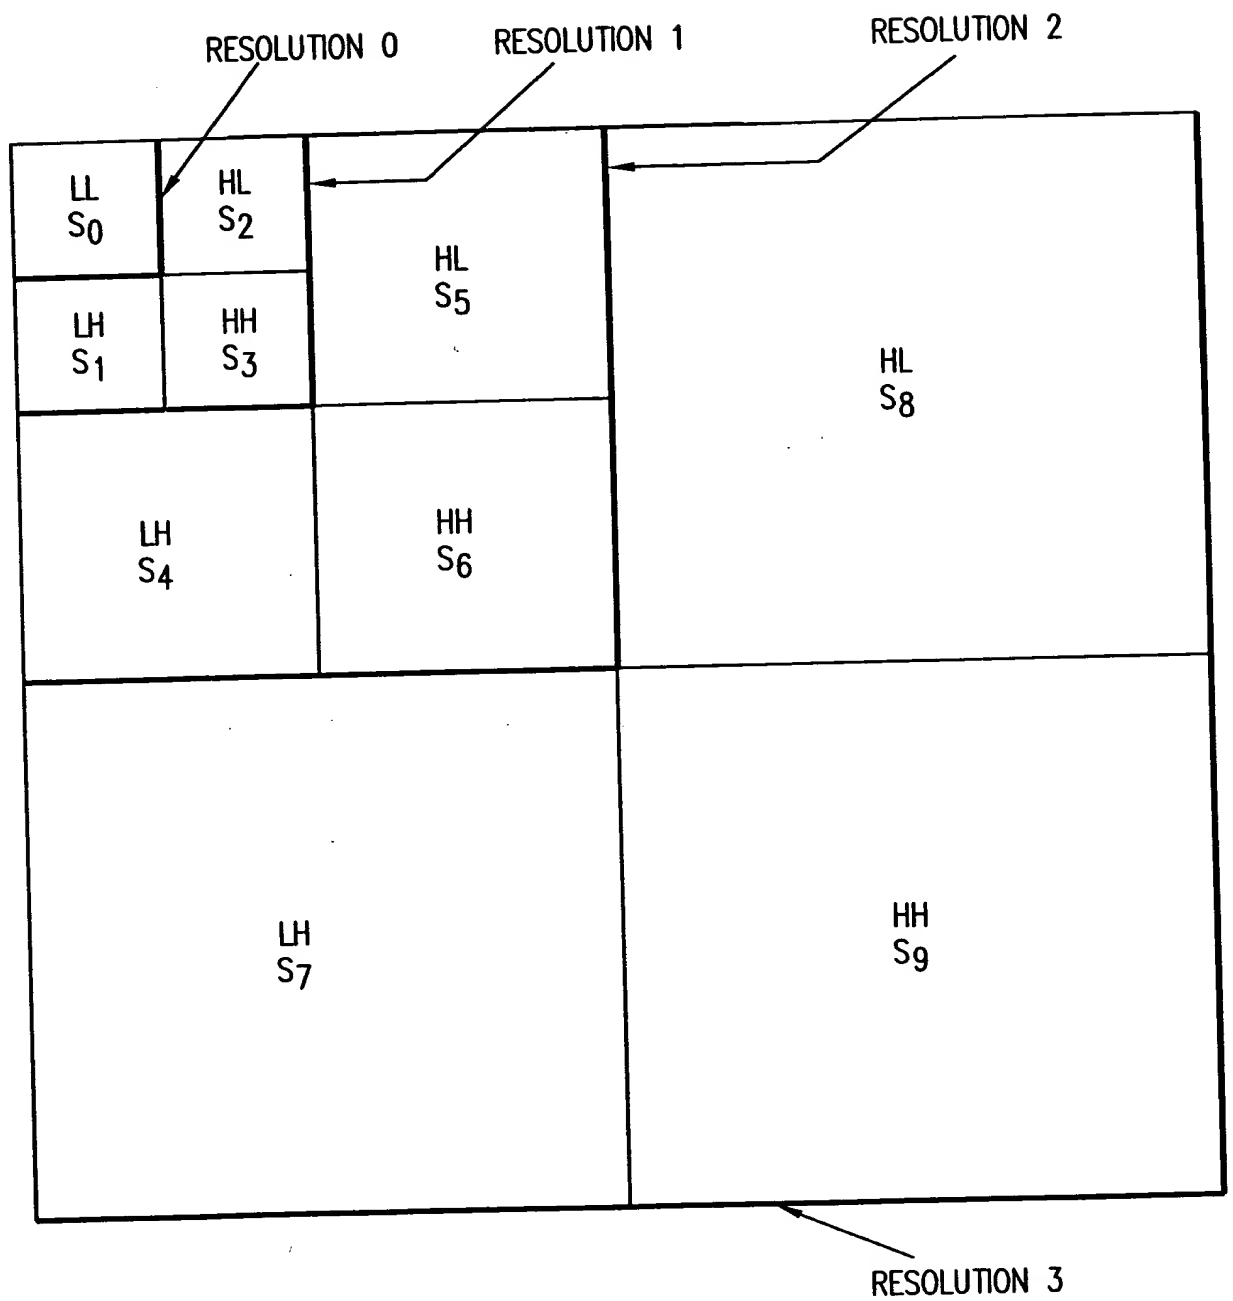 RESOLUTION 0
RESOLUTION 1
RESOLUTION 2
LL
S0
HL
S2
HL
S5
LH
S1
HH
S3
HL
S8
LH
S4
HH
S6
LH
S7
HH
S9
RESOLUTION 3